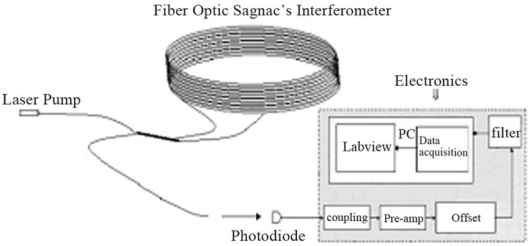 Fiber Optic Sagnac's Interferometer
Laser Pump
Electronics
Labview
PC
Data
acquisition
filter
coupling
Pre-amp
Offset
Photodiode